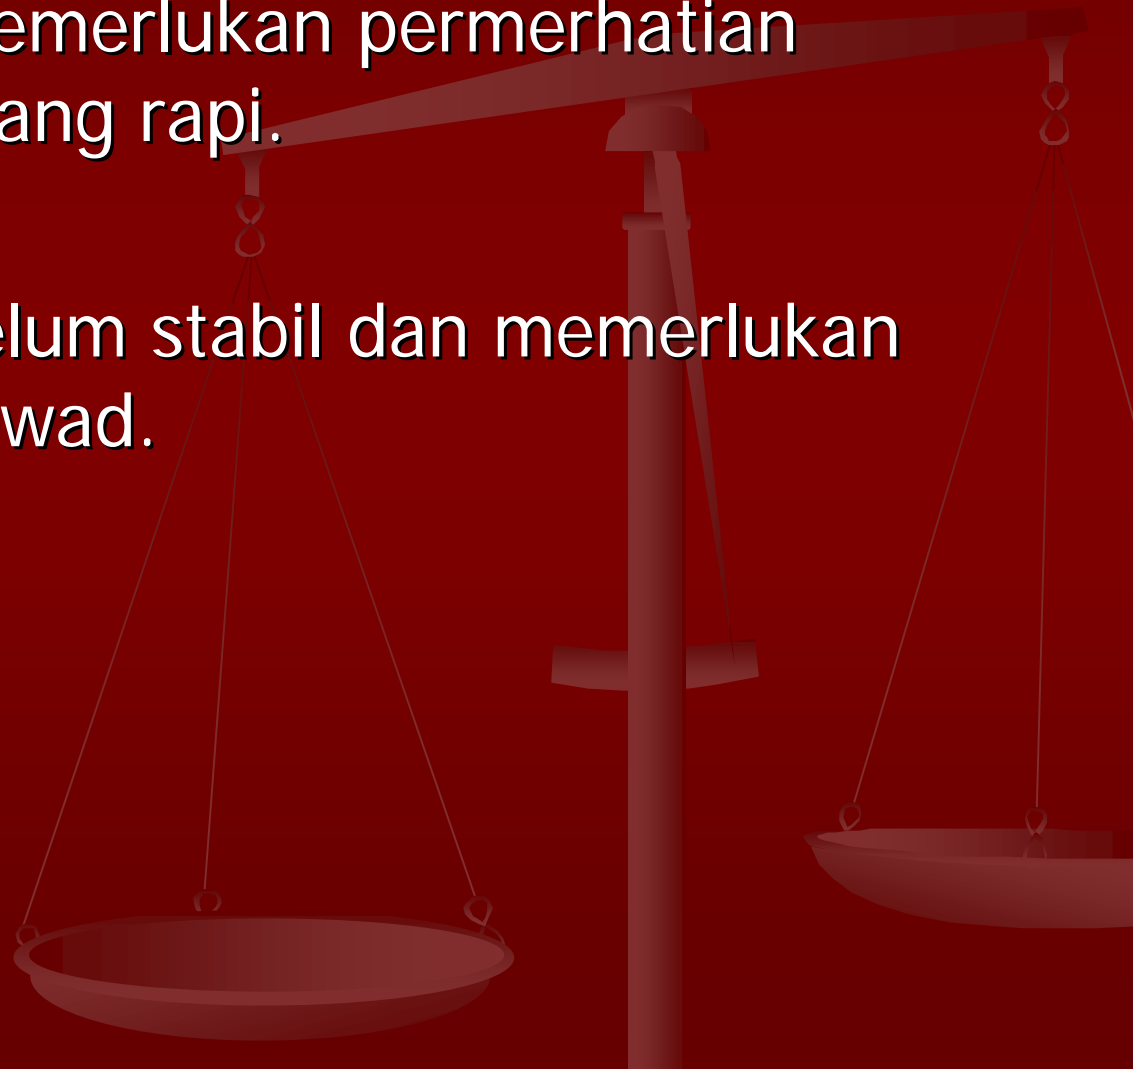 emerlukan permerhatian
ang rapi.
elum stabil dan memerlukan
wad.